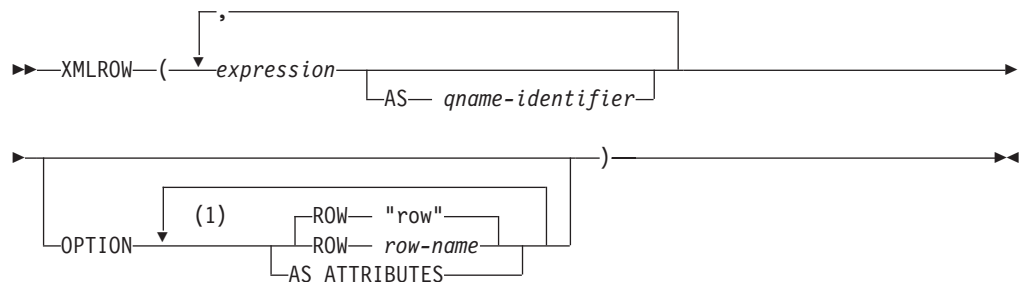 ,
XMLROW ( expression )
AS qname-identifier
OPTION (1) ROW "row"
ROW row-name
AS ATTRIBUTES